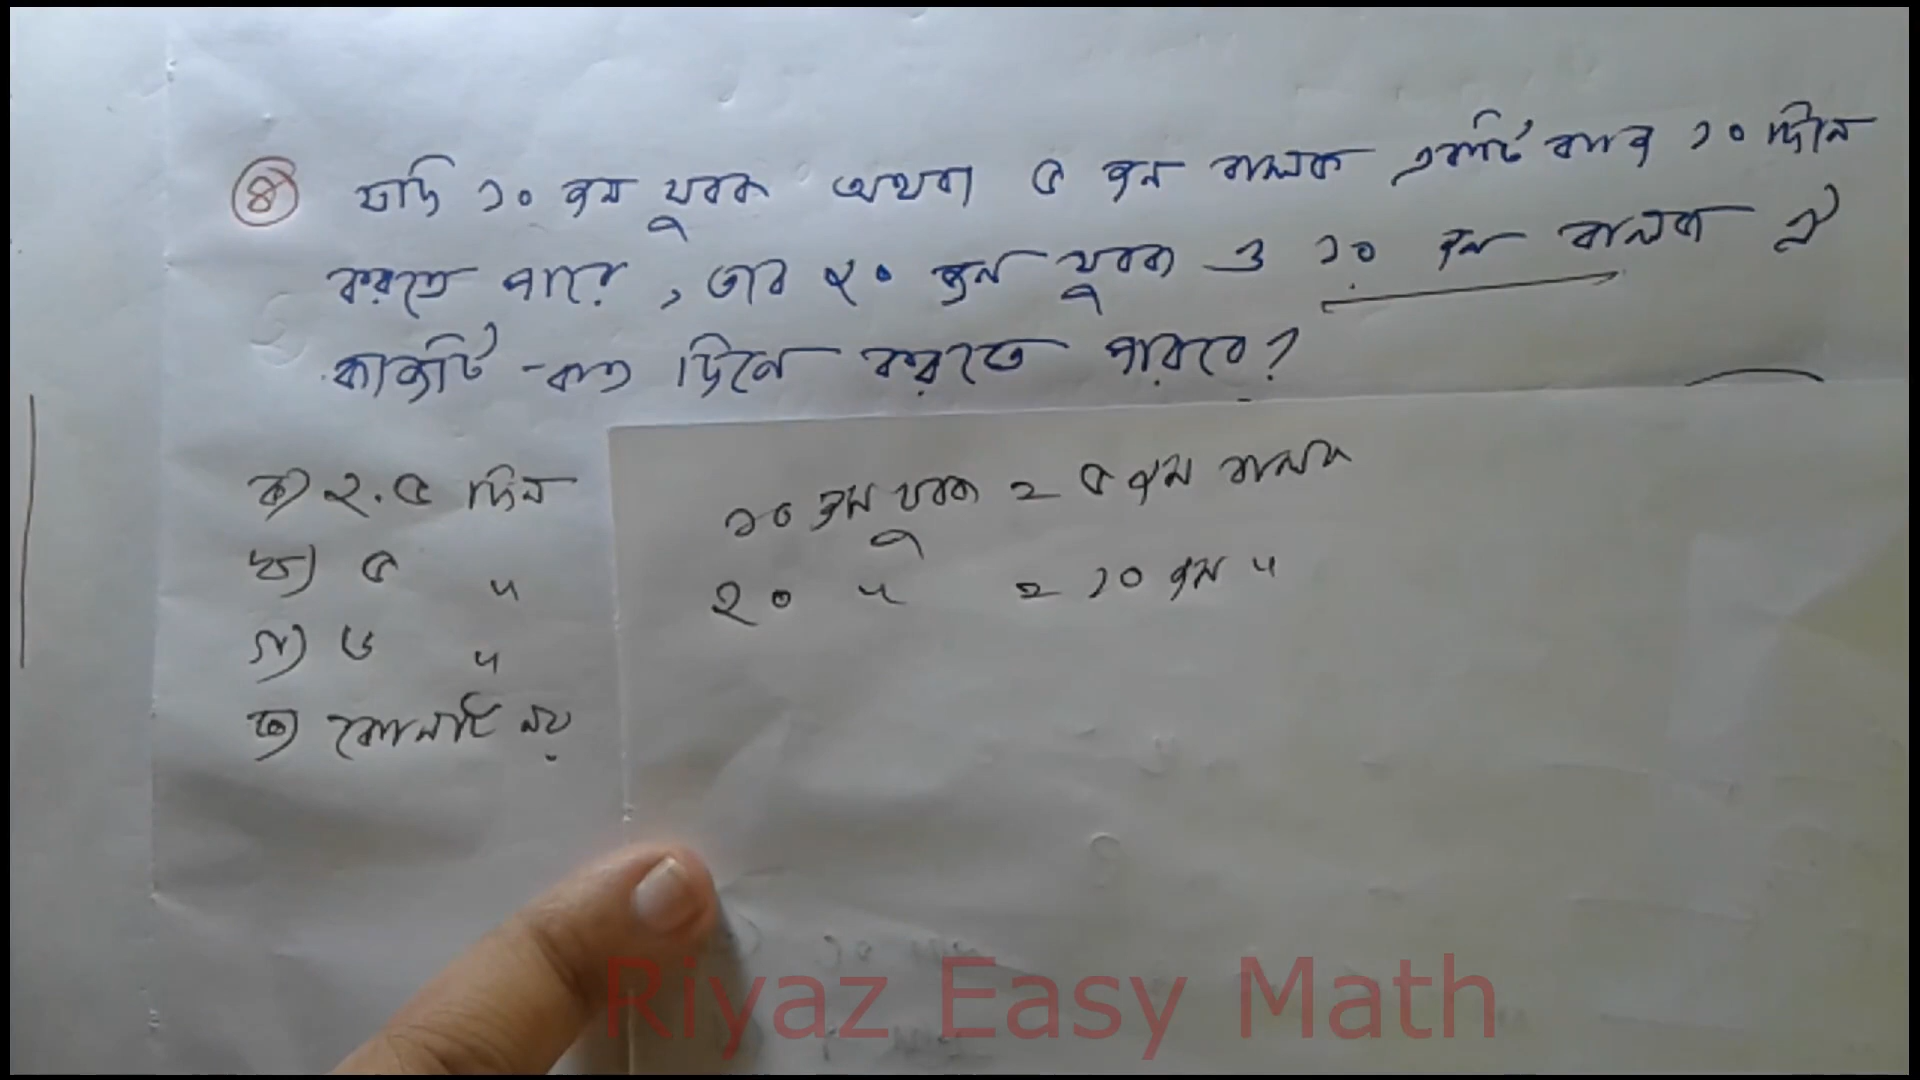 ৪ যদি ১০ জন যুবক অথবা ৫ জন বালক একটি কাজ ১০ দিনে
করতে পারে, তবে ২০ জন যুবক ও ১০ জন বালক ঐ
কাজটি কত দিনে করতে পারবে?
ক) ২.৫ দিন
খ) ৫ "
গ) ৬ "
ঘ) কোনটি নয়
১০ জন যুবক = ৫ জন বালক
২০ " = ১০ জন "
Riyaz Easy Math